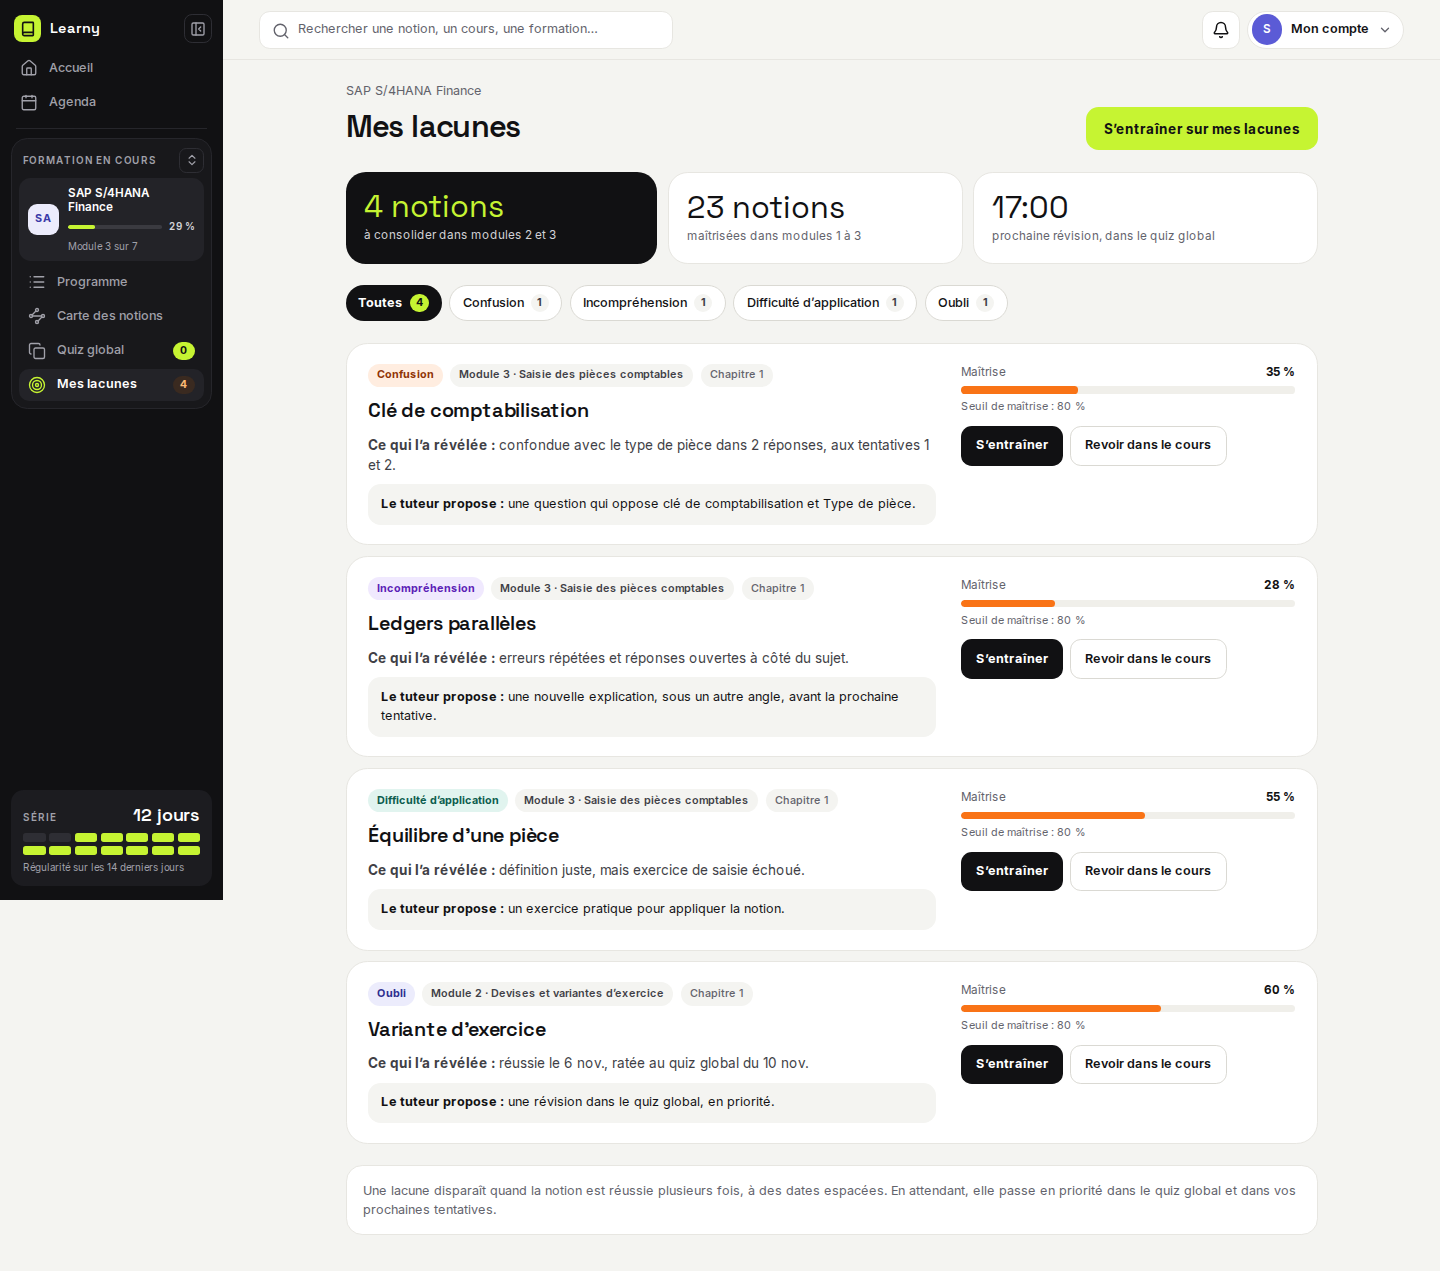 Learny
Accueil
Agenda
FORMATION EN COURS
SA
SAP S/4HANA
Finance
29 %
Module 3 sur 7
Programme
Carte des notions
Quiz global
0
Mes lacunes
4
SÉRIE
12 jours
Régularité sur les 14 derniers jours
Rechercher une notion, un cours, une formation...
S
Mon compte
SAP S/4HANA Finance
Mes lacunes
S’entraîner sur mes lacunes
4 notions
à consolider dans modules 2 et 3
23 notions
maîtrisées dans modules 1 à 3
17:00
prochaine révision, dans le quiz global
Toutes 4
Confusion 1
Incompréhension 1
Difficulté d’application 1
Oubli 1
Confusion
Module 3 · Saisie des pièces comptables
Chapitre 1
Clé de comptabilisation
Ce qui l’a révélée : confondue avec le type de pièce dans 2 réponses, aux tentatives 1
et 2.
Le tuteur propose : une question qui oppose clé de comptabilisation et Type de pièce.
Maîtrise
35 %
Seuil de maîtrise : 80 %
S’entraîner
Revoir dans le cours
Incompréhension
Module 3 · Saisie des pièces comptables
Chapitre 1
Ledgers parallèles
Ce qui l’a révélée : erreurs répétées et réponses ouvertes à côté du sujet.
Le tuteur propose : une nouvelle explication, sous un autre angle, avant la prochaine
tentative.
Maîtrise
28 %
Seuil de maîtrise : 80 %
S’entraîner
Revoir dans le cours
Difficulté d’application
Module 3 · Saisie des pièces comptables
Chapitre 1
Équilibre d’une pièce
Ce qui l’a révélée : définition juste, mais exercice de saisie échoué.
Le tuteur propose : un exercice pratique pour appliquer la notion.
Maîtrise
55 %
Seuil de maîtrise : 80 %
S’entraîner
Revoir dans le cours
Oubli
Module 2 · Devises et variantes d’exercice
Chapitre 1
Variante d’exercice
Ce qui l’a révélée : réussie le 6 nov., ratée au quiz global du 10 nov.
Le tuteur propose : une révision dans le quiz global, en priorité.
Maîtrise
60 %
Seuil de maîtrise : 80 %
S’entraîner
Revoir dans le cours
Une lacune disparaît quand la notion est réussie plusieurs fois, à des dates espacées. En attendant, elle passe en priorité dans le quiz global et dans vos
prochaines tentatives.